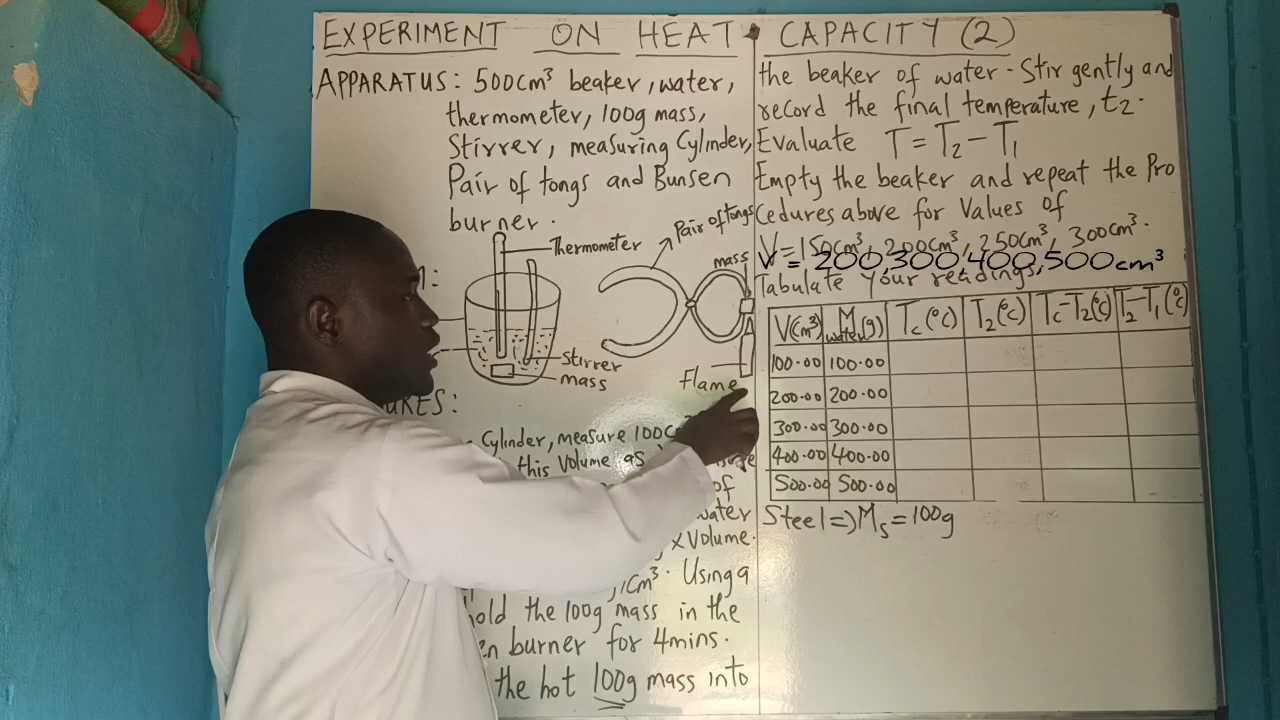 EXPERIMENT ON HEAT CAPACITY (2)
APPARATUS: 500cm³ beaker, water,
thermometer, 100g mass,
Stirrer, measuring Cylinder,
Pair of tongs and Bunsen
burner.
Thermometer
Pair of tongs
mass
Stirrer
mass
Flame
Cylinder, measure
this Volume as
of
water
x Volume.
Using a
hold the 100g mass in the
burner for 4mins.
the hot 100g mass into
the beaker of water. Stir gently and
record the final temperature, t₂.
Evaluate T = T₂ - T₁
Empty the beaker and repeat the Pro
cedures above for Values of
V = 150cm³, 200cm³, 250cm³, 300cm³.
V = 200,300,400,500cm³
Tabulate your readings
V(cm³) M water(g) Tc(°C) T₂(°C) Tc-T₂(°C) T₂-T₁(°C)
100.00 100.00
200.00 200.00
300.00 300.00
400.00 400.00
500.00 500.00
Steel => Ms = 100g